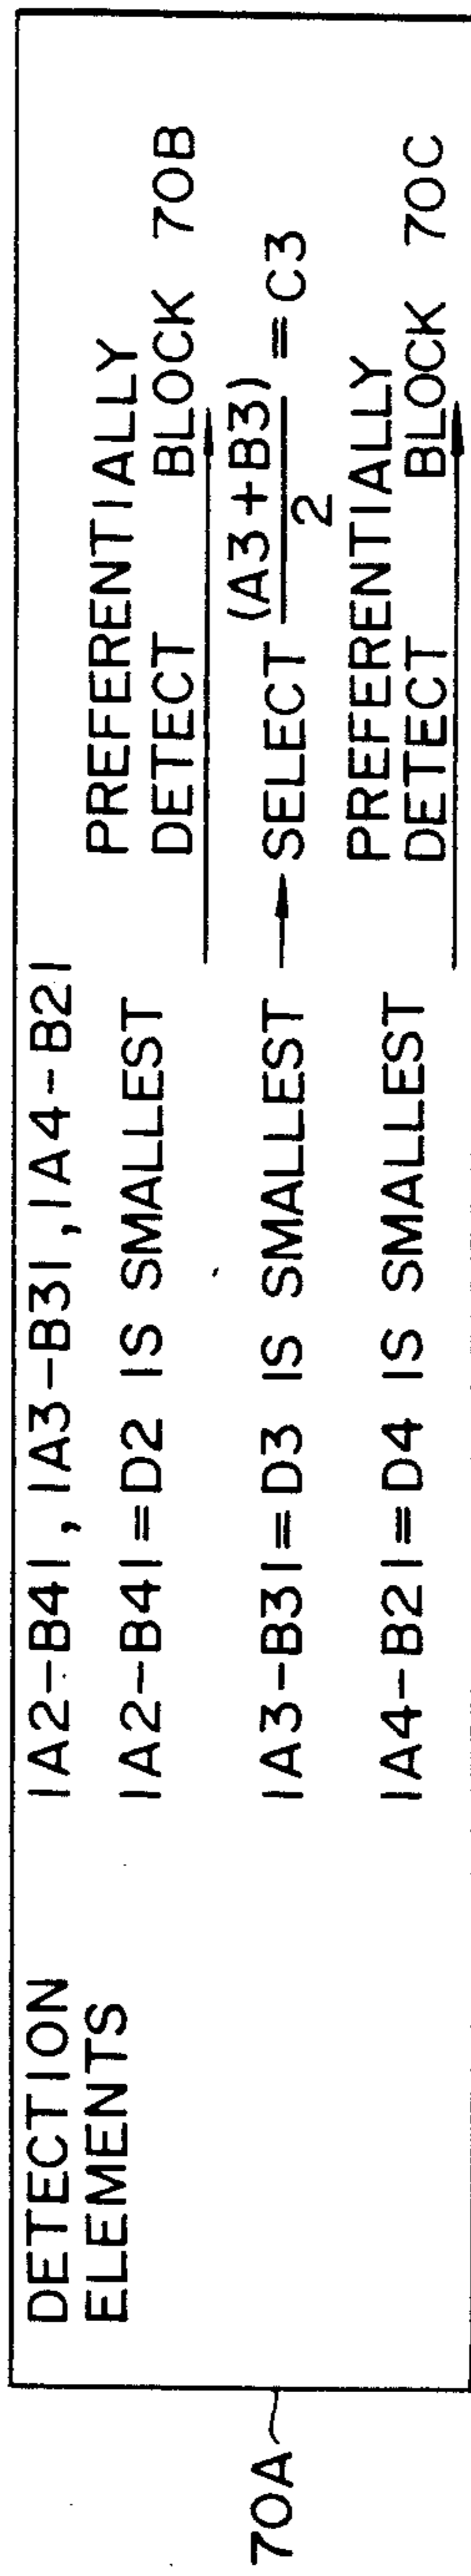 70A
DETECTION ELEMENTS
|A2-B4|, |A3-B3|, |A4-B2|
|A2-B4|=D2 IS SMALLEST
PREFERENTIALLY
DETECT BLOCK 70B
|A3-B3|=D3 IS SMALLEST → SELECT (A3+B3)/2 = C3
|A4-B2|=D4 IS SMALLEST
PREFERENTIALLY
DETECT BLOCK 70C